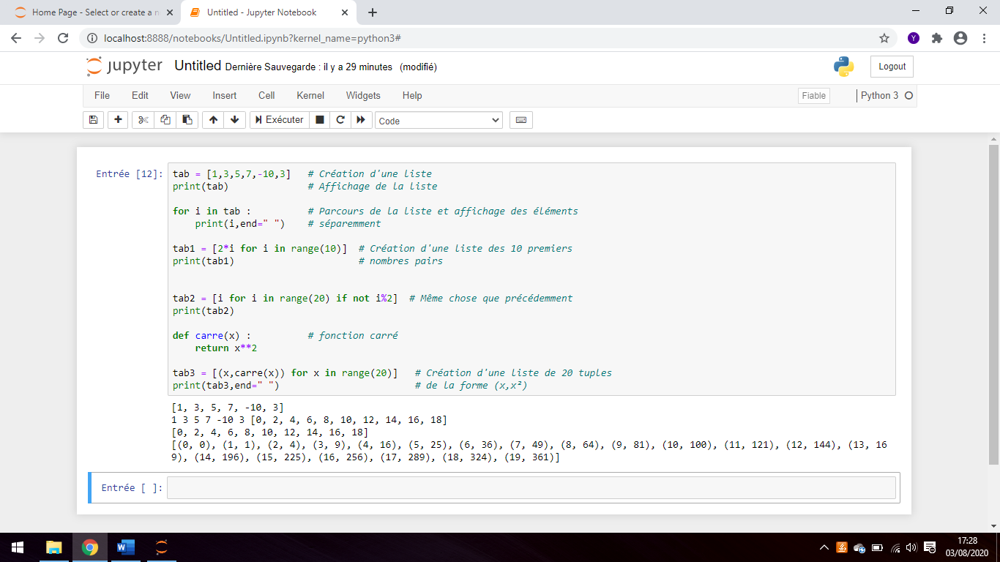 Home Page - Select or create a n
Untitled - Jupyter Notebook
localhost:8888/notebooks/Untitled.ipynb?kernel_name=python3#
Y
jupyter Untitled Dernière Sauvegarde : il y a 29 minutes (modifié)
Logout
File Edit View Insert Cell Kernel Widgets Help
Fiable
Python 3
Exécuter
Code
Entrée [12]:
tab = [1,3,5,7,-10,3]   # Création d'une liste
print(tab)              # Affichage de la liste
for i in tab :          # Parcours de la liste et affichage des éléments
    print(i,end=" ")    # séparemment
tab1 = [2*i for i in range(10)]  # Création d'une liste des 10 premiers
print(tab1)                      # nombres pairs
tab2 = [i for i in range(20) if not i%2]  # Même chose que précédemment
print(tab2)
def carre(x) :          # fonction carré
    return x**2
tab3 = [(x,carre(x)) for x in range(20)]   # Création d'une liste de 20 tuples
print(tab3,end=" ")                        # de la forme (x,x²)
[1, 3, 5, 7, -10, 3]
1 3 5 7 -10 3 [0, 2, 4, 6, 8, 10, 12, 14, 16, 18]
[0, 2, 4, 6, 8, 10, 12, 14, 16, 18]
[(0, 0), (1, 1), (2, 4), (3, 9), (4, 16), (5, 25), (6, 36), (7, 49), (8, 64), (9, 81), (10, 100), (11, 121), (12, 144), (13, 16
9), (14, 196), (15, 225), (16, 256), (17, 289), (18, 324), (19, 361)]
Entrée [ ]:
17:28
03/08/2020